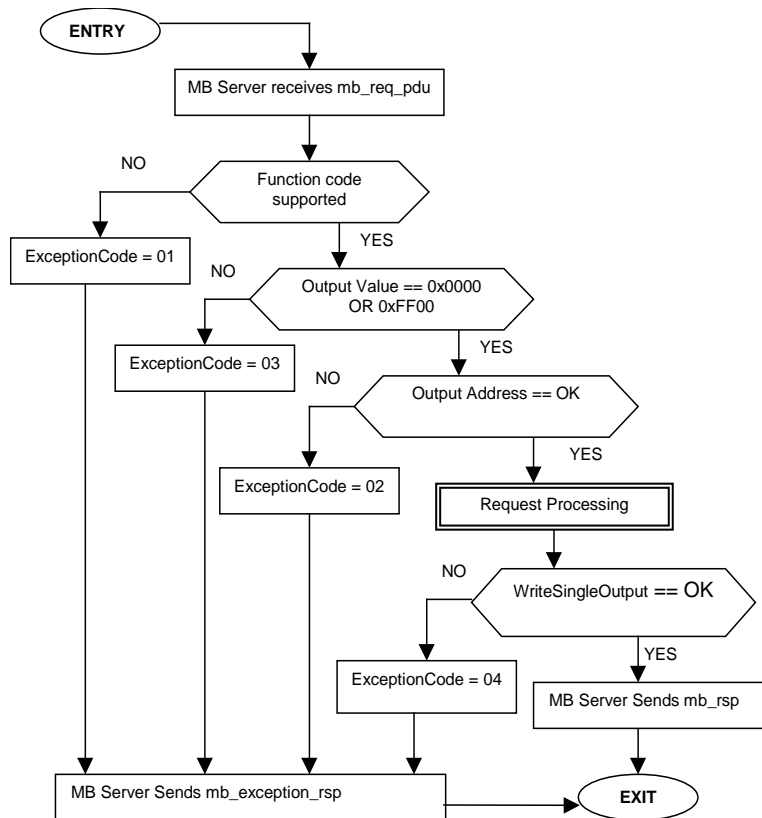 ENTRY
MB Server receives mb_req_pdu
NO
Function code
supported
YES
ExceptionCode = 01
NO
Output Value == 0x0000
OR 0xFF00
YES
ExceptionCode = 03
NO
Output Address == OK
YES
ExceptionCode = 02
Request Processing
NO
WriteSingleOutput == OK
YES
ExceptionCode = 04
MB Server Sends mb_rsp
MB Server Sends mb_exception_rsp
EXIT